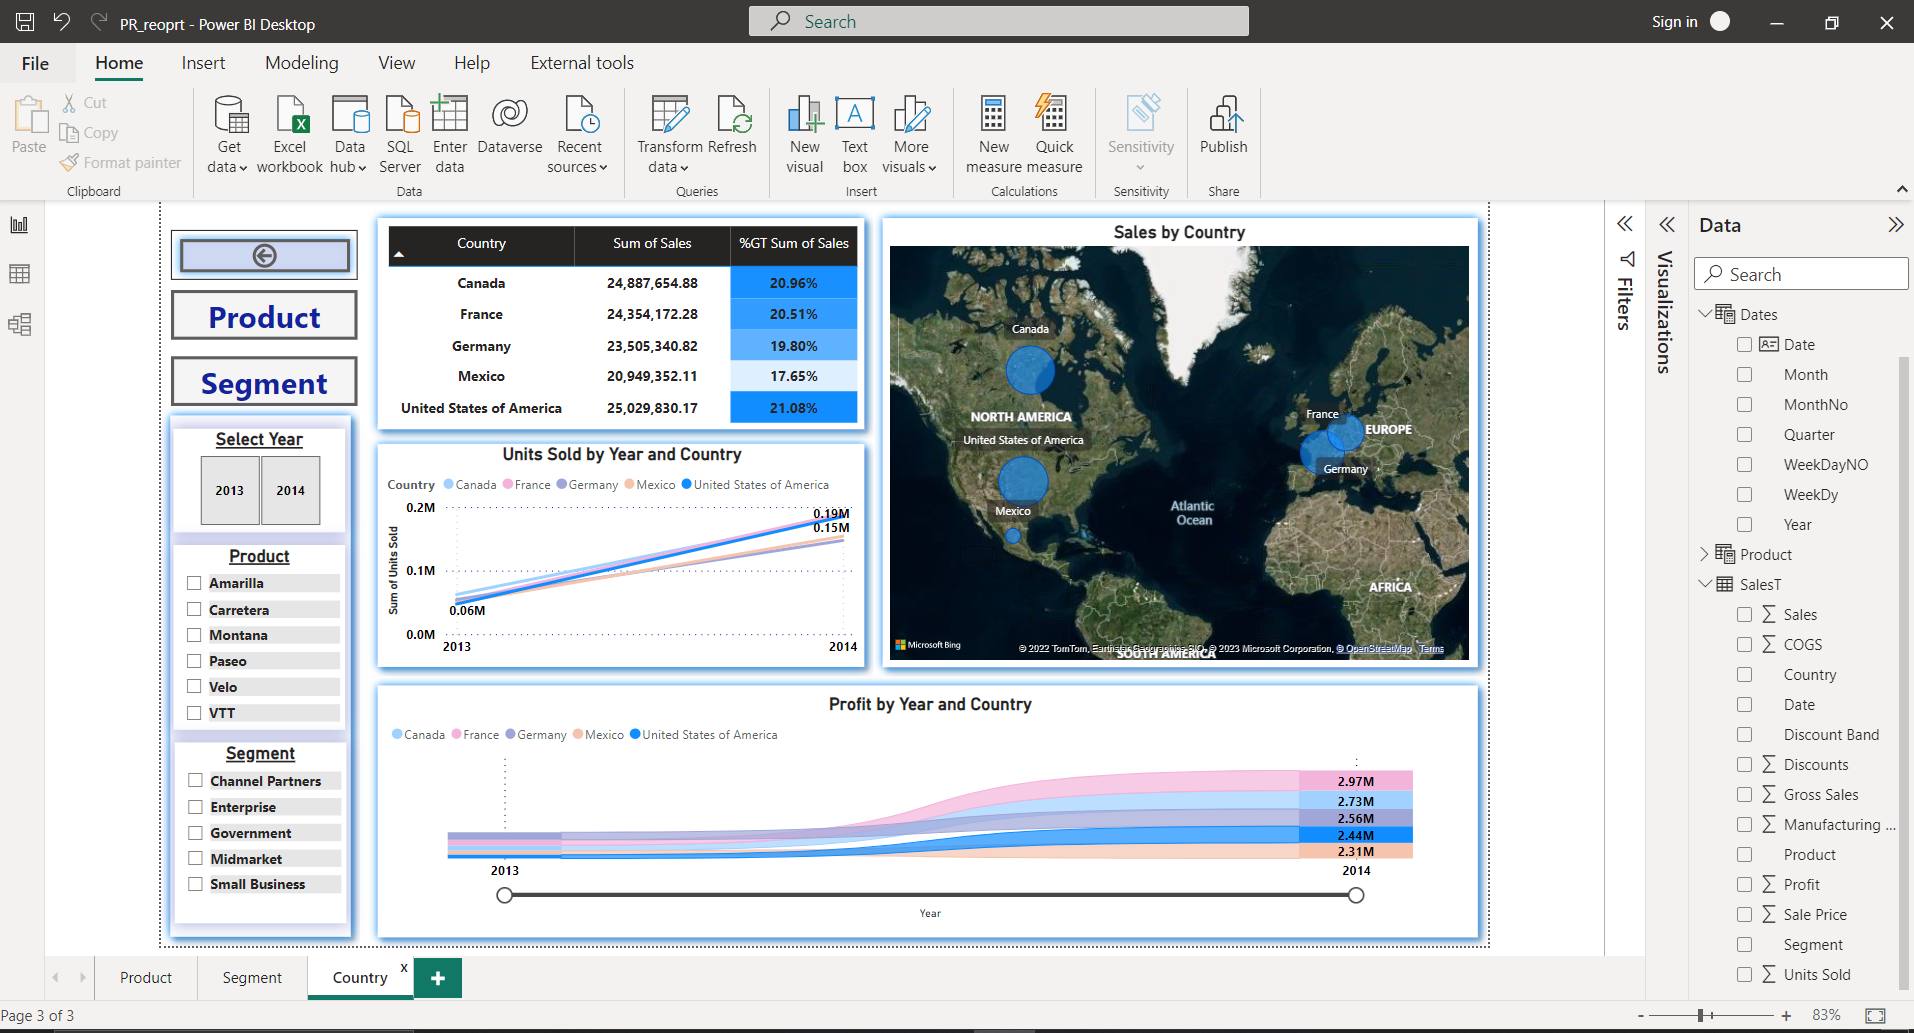 PR_reoprt - Power BI Desktop
Search
Sign in
File Home Insert Modeling View Help External tools
Paste
Cut
Copy
Format painter
Clipboard
Get data
Excel workbook
Data hub
SQL Server
Enter data
Dataverse
Recent sources
Data
Transform data
Refresh
Queries
New visual
Text box
More visuals
Insert
New measure
Quick measure
Calculations
Sensitivity
Sensitivity
Publish
Share
Product
Segment
Select Year
2013 2014
Product
Amarilla
Carretera
Montana
Paseo
Velo
VTT
Segment
Channel Partners
Enterprise
Government
Midmarket
Small Business
Country Sum of Sales %GT Sum of Sales
Canada 24,887,654.88 20.96%
France 24,354,172.28 20.51%
Germany 23,505,340.82 19.80%
Mexico 20,949,352.11 17.65%
United States of America 25,029,830.17 21.08%
Units Sold by Year and Country
Country Canada France Germany Mexico United States of America
Sum of Units Sold
0.2M
0.1M
0.0M
0.19M
0.15M
0.06M
2013 2014
Sales by Country
Canada
NORTH AMERICA
United States of America
Mexico
France
EUROPE
Germany
Atlantic
Ocean
AFRICA
SOUTH AMERICA
Microsoft Bing
© 2022 TomTom, Earthstar Geographics SIO, © 2023 Microsoft Corporation, © OpenStreetMap Terms
Profit by Year and Country
Canada France Germany Mexico United States of America
2.97M
2.73M
2.56M
2.44M
2.31M
2013 2014
Year
Filters
Visualizations
Data
Search
Dates
Date
Month
MonthNo
Quarter
WeekDayNO
WeekDy
Year
Product
SalesT
Sales
COGS
Country
Date
Discount Band
Discounts
Gross Sales
Manufacturing ...
Product
Profit
Sale Price
Segment
Units Sold
Product Segment Country x
Page 3 of 3
- + 83%